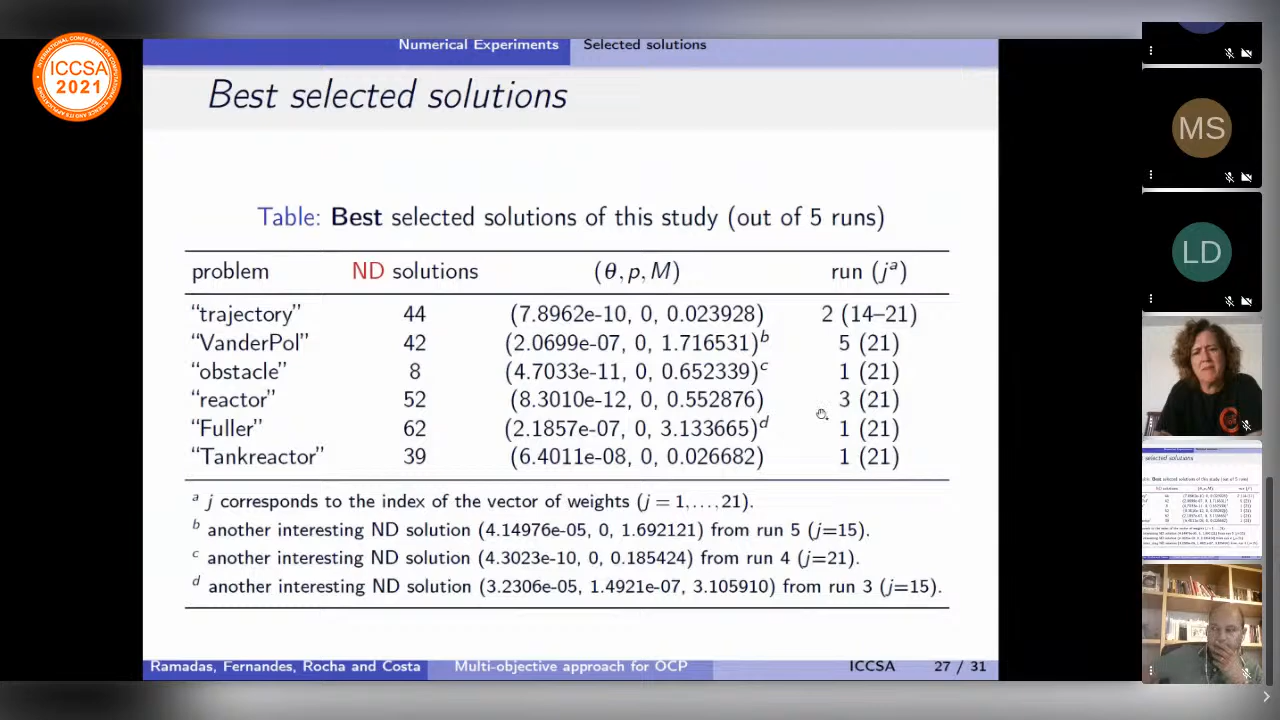 INTERNATIONAL CONFERENCE ON COMPUTATIONAL SCIENCE AND ITS APPLICATIONS
ICCSA
2021
Numerical Experiments Selected solutions
Best selected solutions
Table: Best selected solutions of this study (out of 5 runs)
problem ND solutions (θ, p, M) run (jᵃ)
“trajectory” 44 (7.8962e-10, 0, 0.023928) 2 (14–21)
“VanderPol” 42 (2.0699e-07, 0, 1.716531)ᵇ 5 (21)
“obstacle” 8 (4.7033e-11, 0, 0.652339)ᶜ 1 (21)
“reactor” 52 (8.3010e-12, 0, 0.552876) 3 (21)
“Fuller” 62 (2.1857e-07, 0, 3.133665)ᵈ 1 (21)
“Tankreactor” 39 (6.4011e-08, 0, 0.026682) 1 (21)
ᵃ j corresponds to the index of the vector of weights (j = 1, . . . , 21).
ᵇ another interesting ND solution (1.4976e-05, 0, 1.692121) from run 5 (j=15).
ᶜ another interesting ND solution (4.3623e-10, 0, 0.185424) from run 4 (j=21).
ᵈ another interesting ND solution (3.2306e-05, 1.4921e-07, 3.105910) from run 3 (j=15).
Ramadas, Fernandes, Rocha and Costa Multi-objective approach for OCP ICCSA 27 / 31
MS
LD
selected solutions